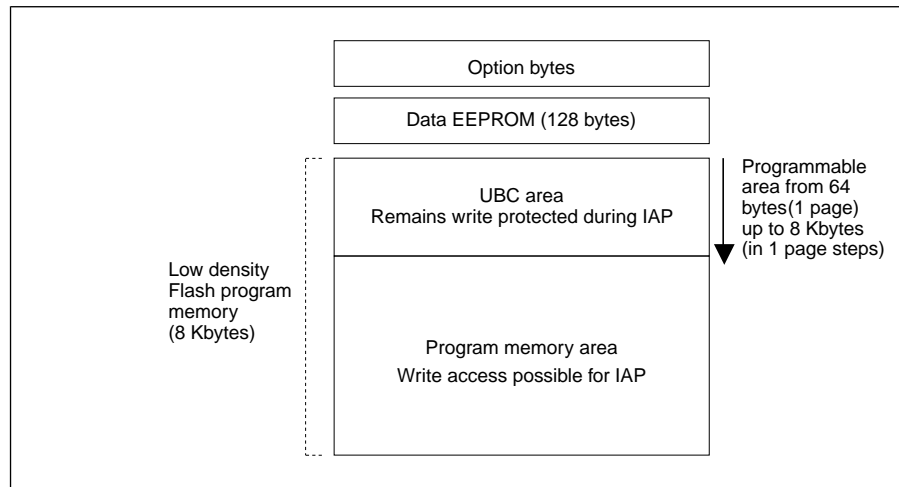 Option bytes
Data EEPROM (128 bytes)
UBC area
Remains write protected during IAP
Programmable
area from 64
bytes(1 page)
up to 8 Kbytes
(in 1 page steps)
Low density
Flash program
memory
(8 Kbytes)
Program memory area
Write access possible for IAP